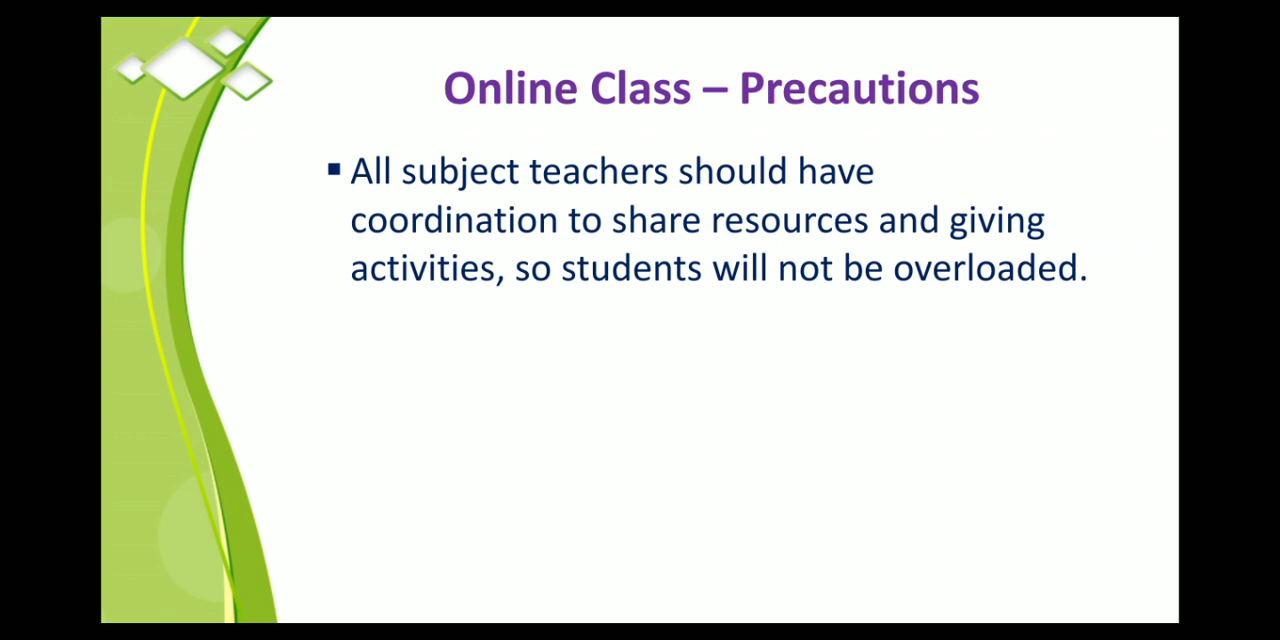 Online Class – Precautions
▪ All subject teachers should have
coordination to share resources and giving
activities, so students will not be overloaded.